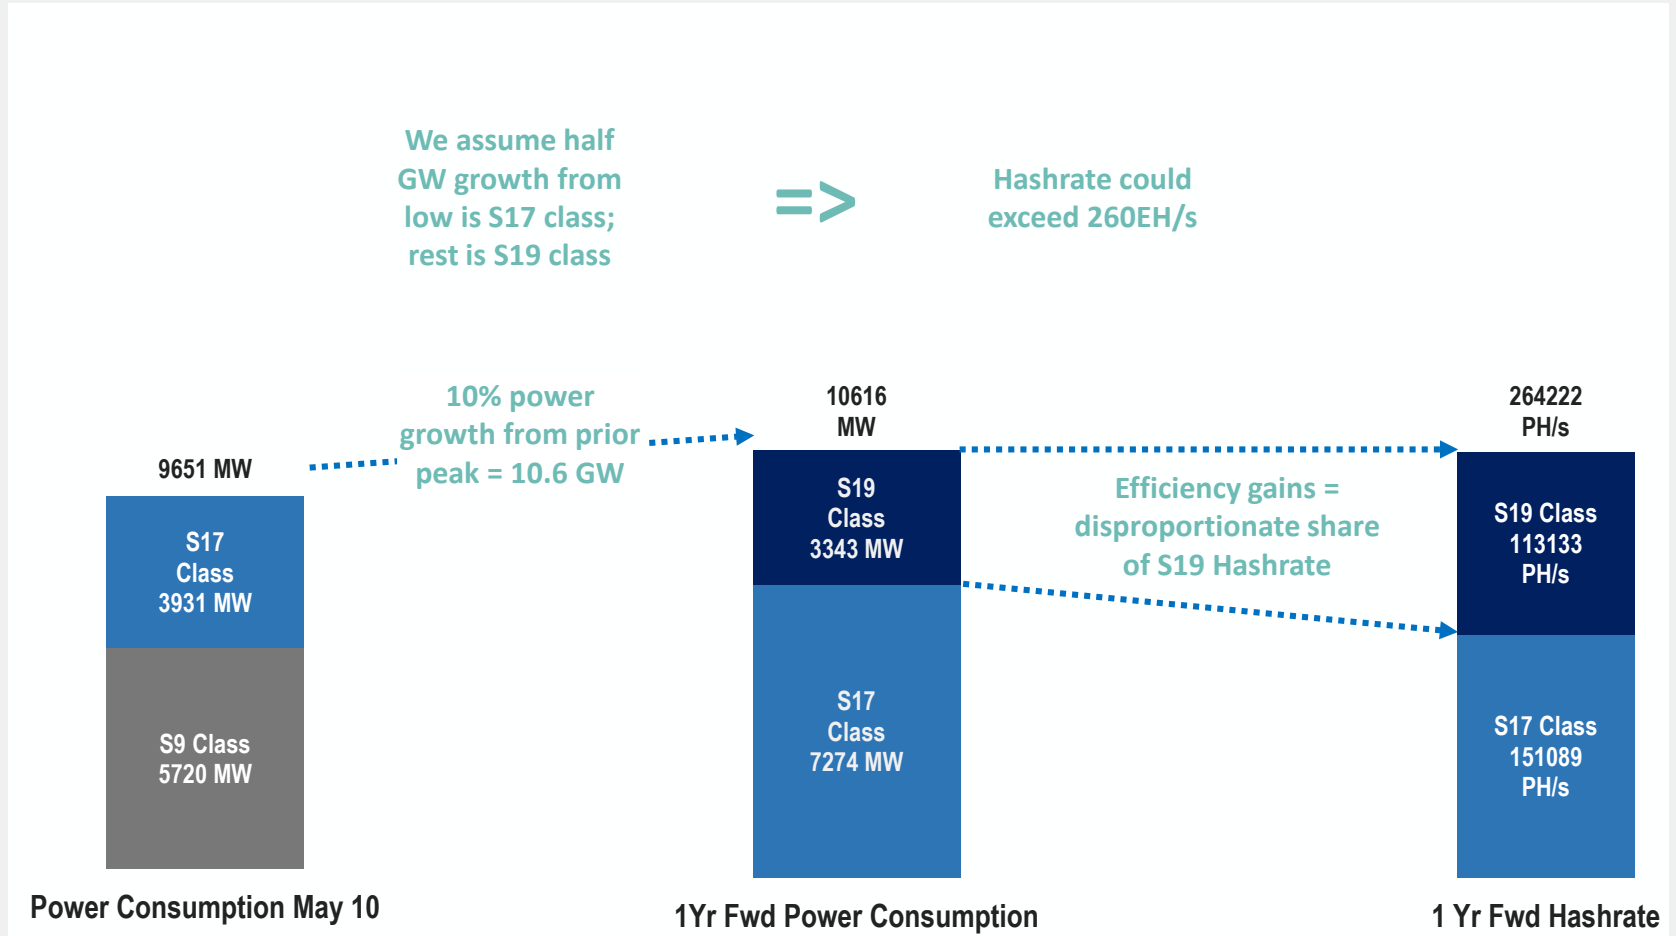 We assume half
GW growth from
low is S17 class;
rest is S19 class
=>
Hashrate could
exceed 260EH/s
9651 MW
S17
Class
3931 MW
S9 Class
5720 MW
Power Consumption May 10
10% power
growth from prior
peak = 10.6 GW
10616
MW
S19
Class
3343 MW
S17
Class
7274 MW
1Yr Fwd Power Consumption
Efficiency gains =
disproportionate share
of S19 Hashrate
264222
PH/s
S19 Class
113133
PH/s
S17 Class
151089
PH/s
1 Yr Fwd Hashrate